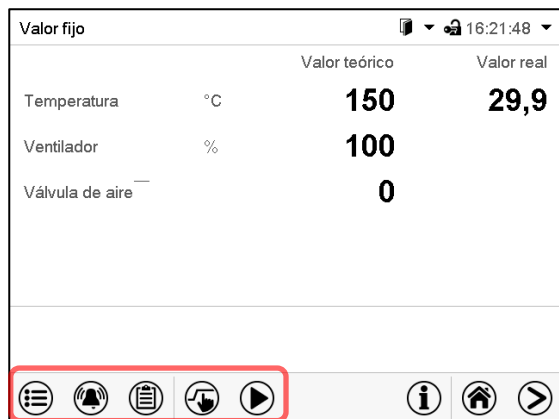 Valor fijo 16:21:48
Valor teórico Valor real
Temperatura °C 150 29,9
Ventilador % 100
Válvula de aire 0